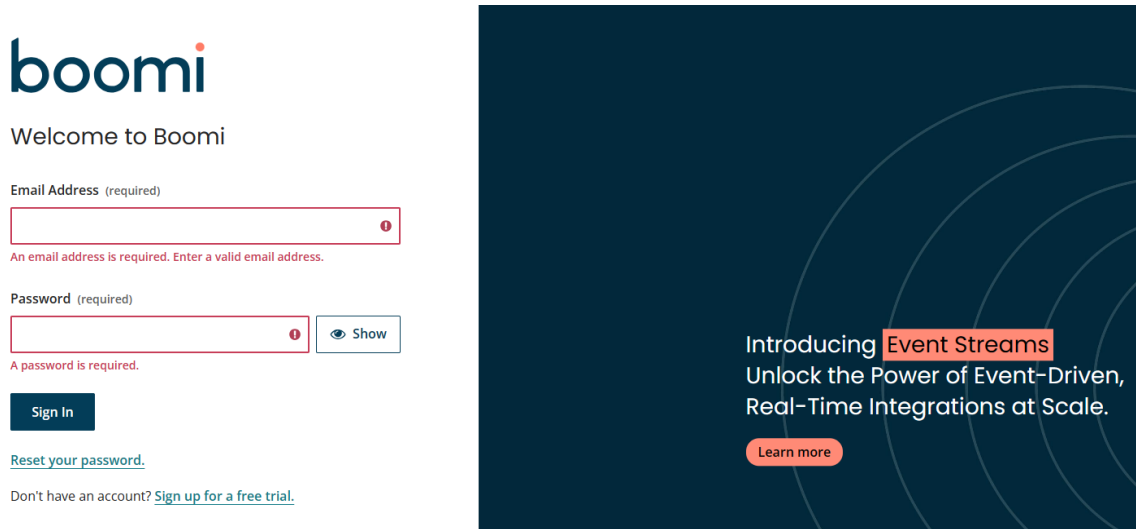 boomi
Welcome to Boomi
Email Address (required)
An email address is required. Enter a valid email address.
Password (required)
Show
A password is required.
Sign In
Reset your password.
Don't have an account? Sign up for a free trial.
Introducing Event Streams
Unlock the Power of Event-Driven,
Real-Time Integrations at Scale.
Learn more